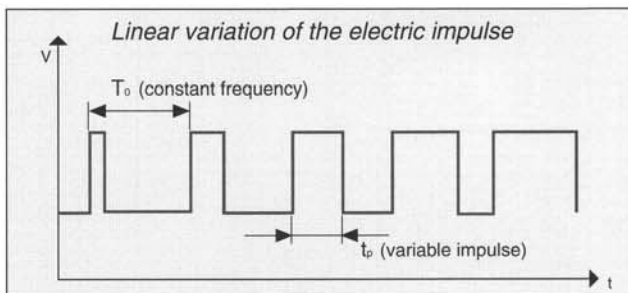 Linear variation of the electric impulse
V
T₀ (constant frequency)
tₚ (variable impulse)
t